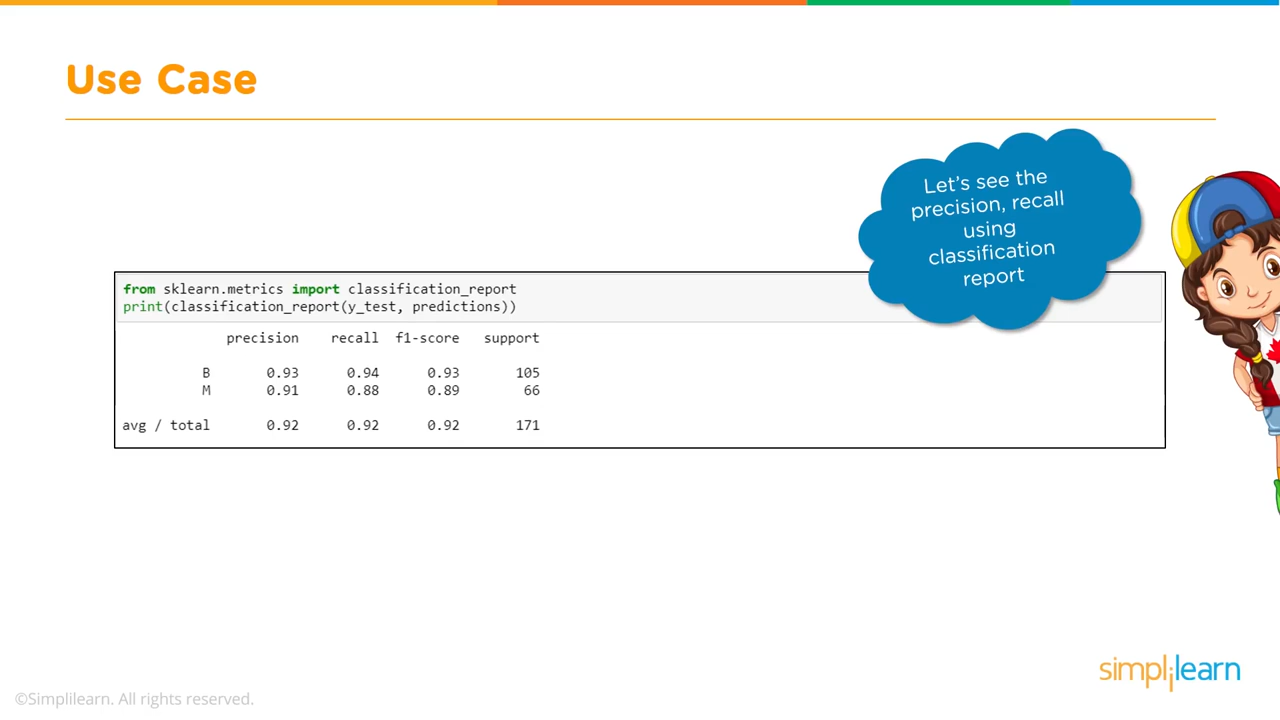 Use Case
Let's see the
precision, recall
using
classification
report
from sklearn.metrics import classification_report
print(classification_report(y_test, predictions))
precision recall f1-score support
B 0.93 0.94 0.93 105
M 0.91 0.88 0.89 66
avg / total 0.92 0.92 0.92 171
simplilearn
©Simplilearn. All rights reserved.